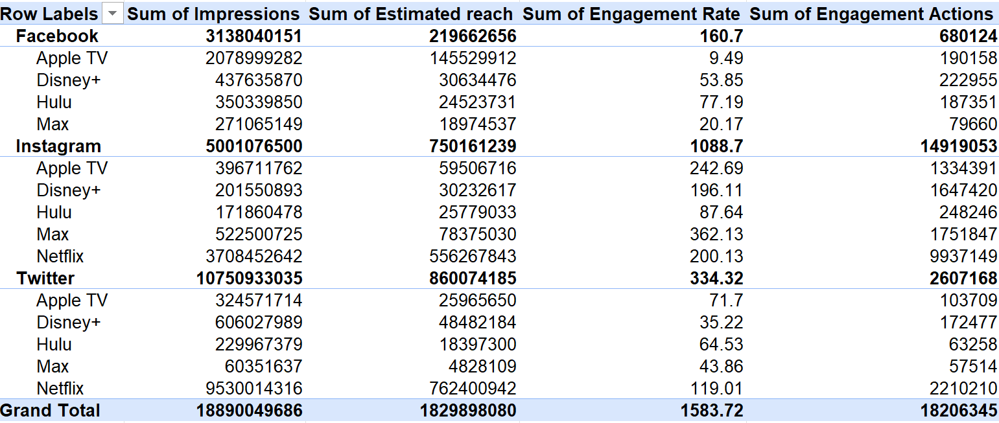 Row Labels Sum of Impressions Sum of Estimated reach Sum of Engagement Rate Sum of Engagement Actions
Facebook 3138040151 219662656 160.7 680124
Apple TV 2078999282 145529912 9.49 190158
Disney+ 437635870 30634476 53.85 222955
Hulu 350339850 24523731 77.19 187351
Max 271065149 18974537 20.17 79660
Instagram 5001076500 750161239 1088.7 14919053
Apple TV 396711762 59506716 242.69 1334391
Disney+ 201550893 30232617 196.11 1647420
Hulu 171860478 25779033 87.64 248246
Max 522500725 78375030 362.13 1751847
Netflix 3708452642 556267843 200.13 9937149
Twitter 10750933035 860074185 334.32 2607168
Apple TV 324571714 25965650 71.7 103709
Disney+ 606027989 48482184 35.22 172477
Hulu 229967379 18397300 64.53 63258
Max 60351637 4828109 43.86 57514
Netflix 9530014316 762400942 119.01 2210210
Grand Total 18890049686 1829898080 1583.72 18206345